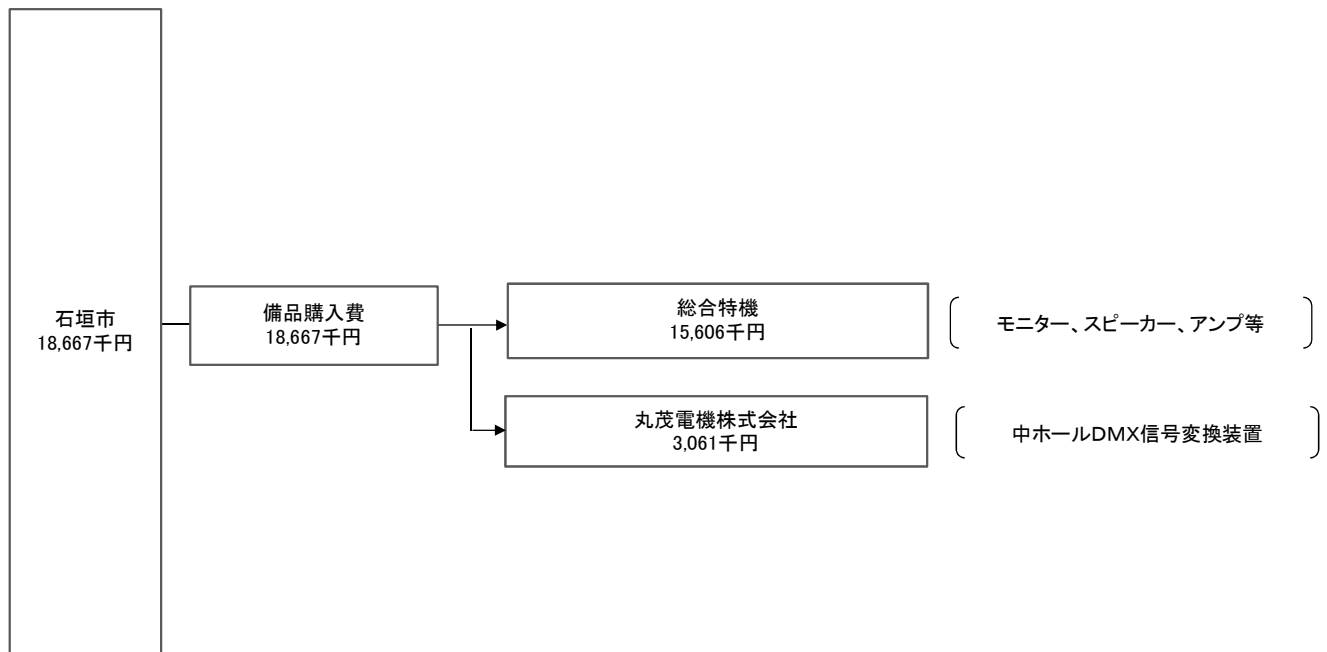 石垣市
18,667千円
備品購入費
18,667千円
総合特機
15,606千円
モニター、スピーカー、アンプ等
丸茂電機株式会社
3,061千円
中ホールDMX信号変換装置